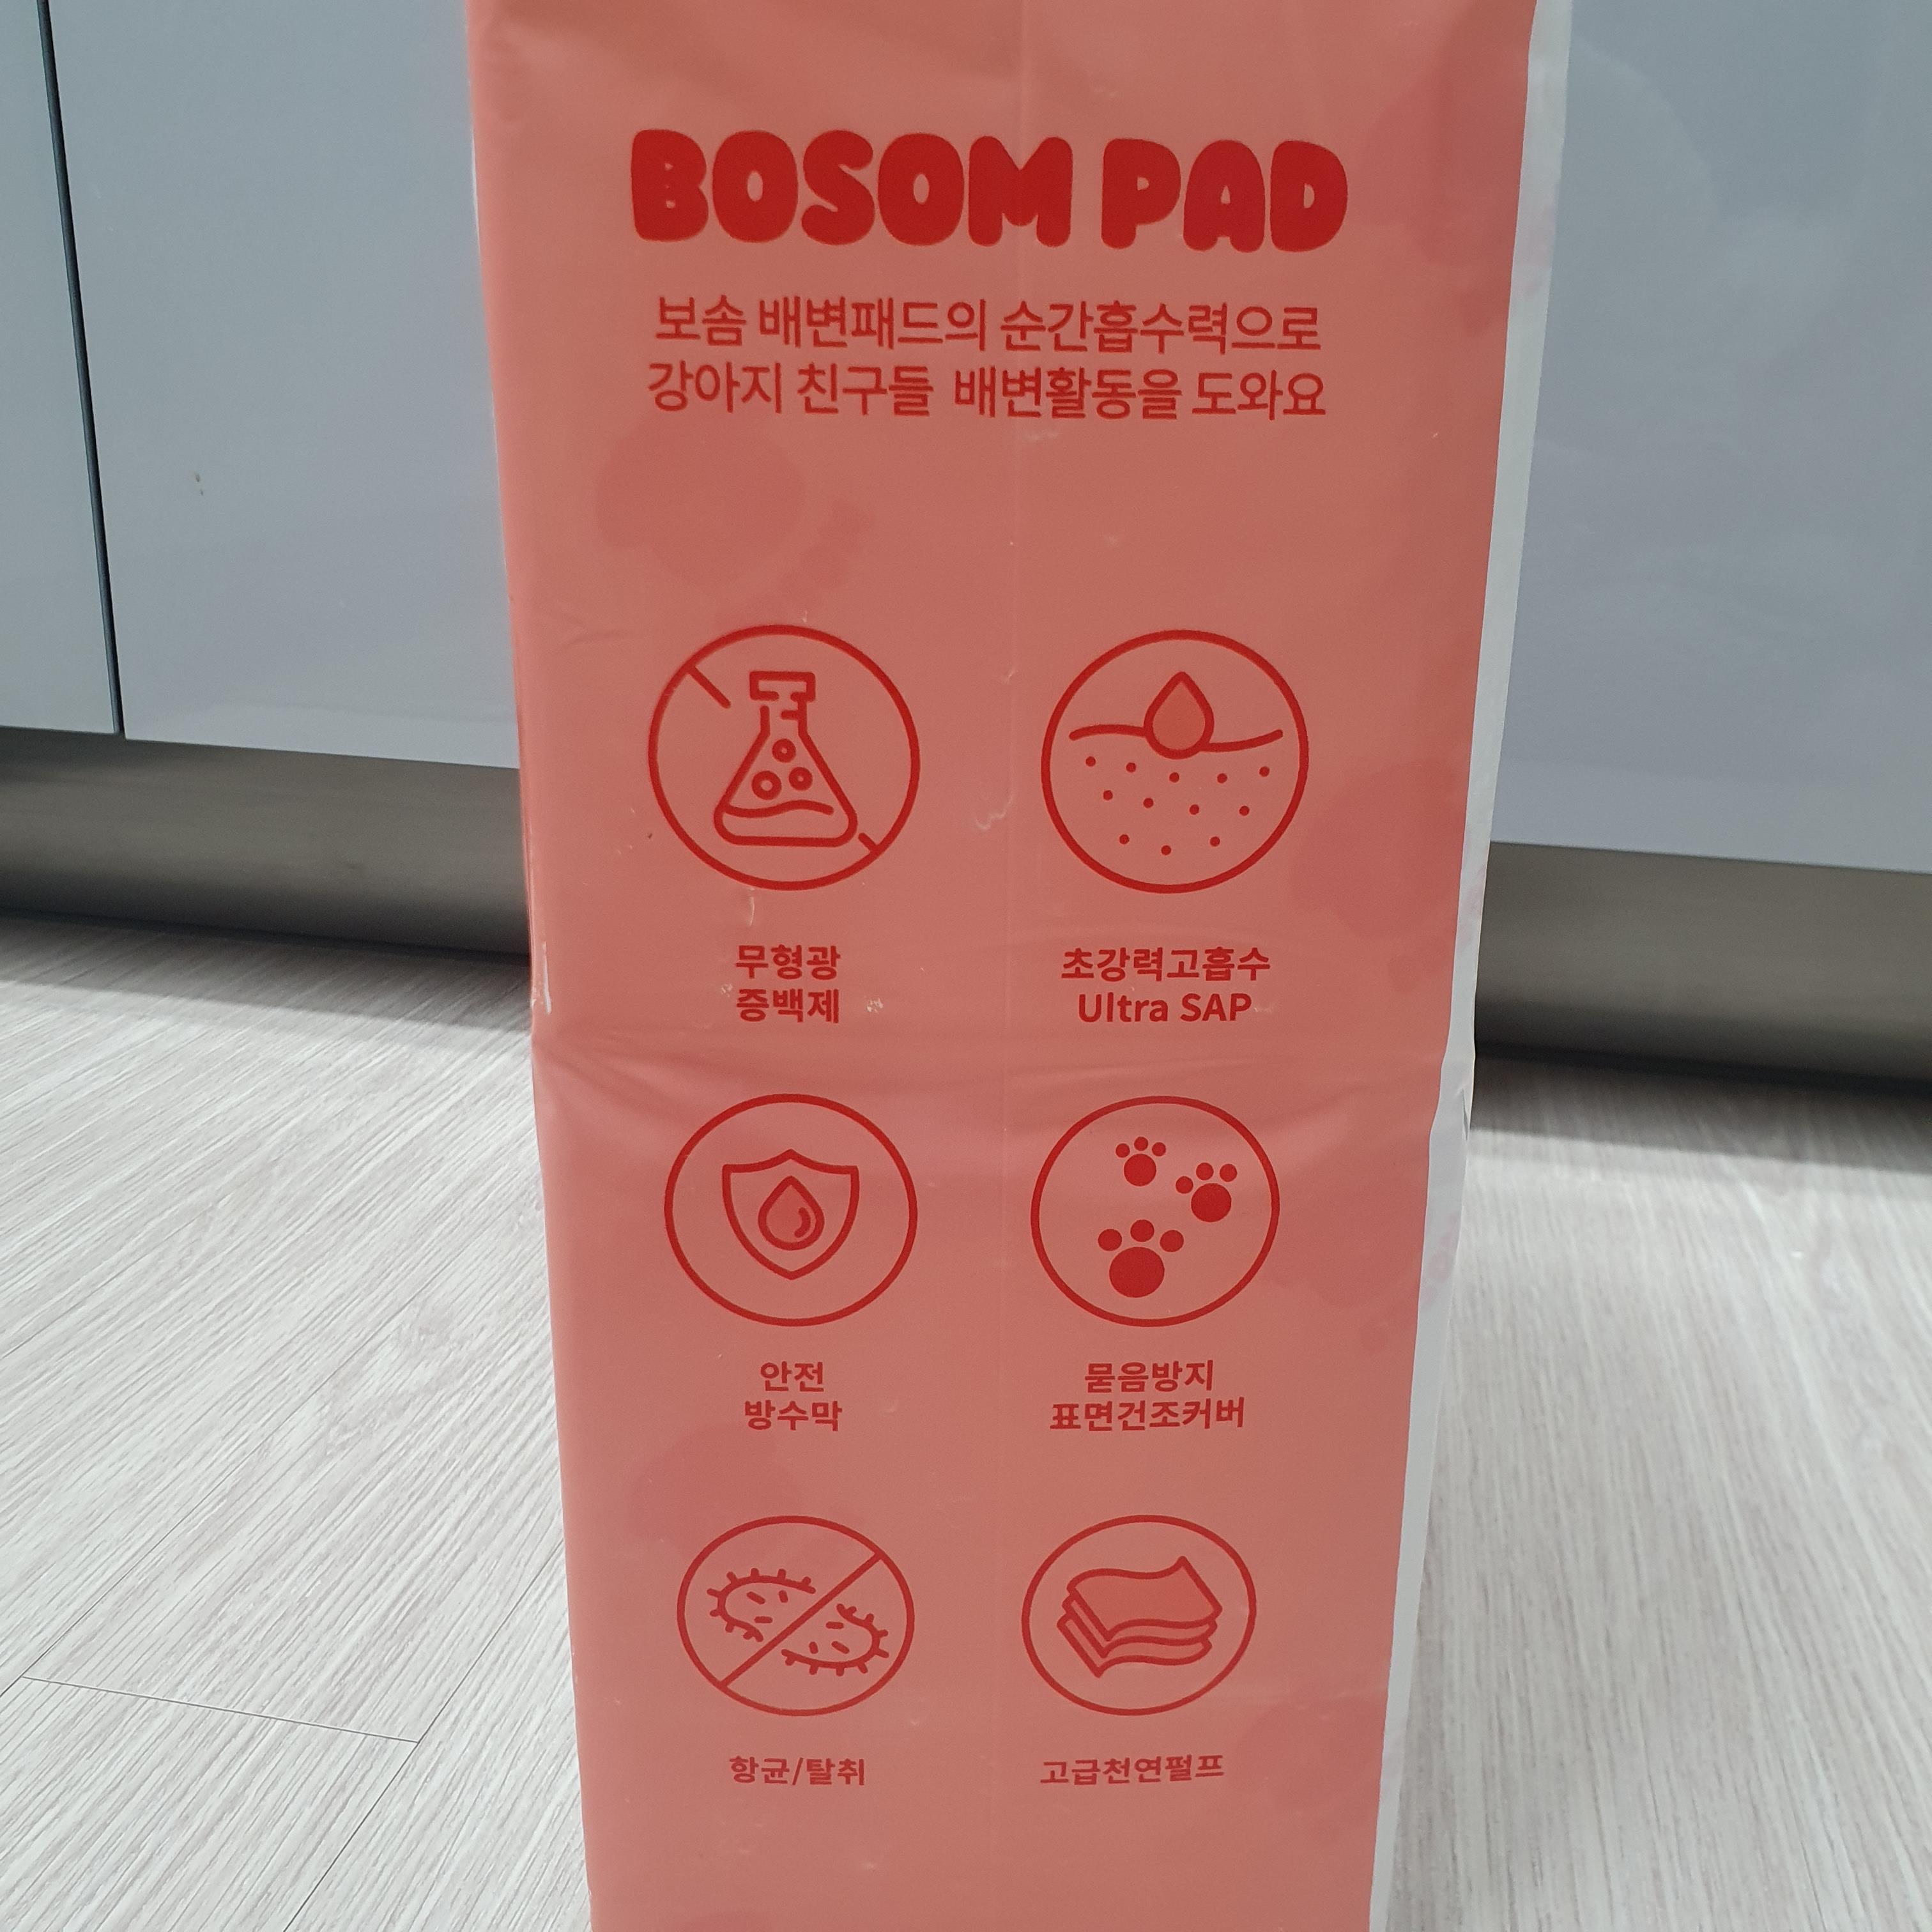 BOSOM PAD
보솜 배변패드의 순간흡수력으로
강아지 친구들 배변활동을 도와요
무형광
증백제
초강력고흡수
Ultra SAP
안전
방수막
묻음방지
표면건조커버
항균/탈취
고급천연펄프